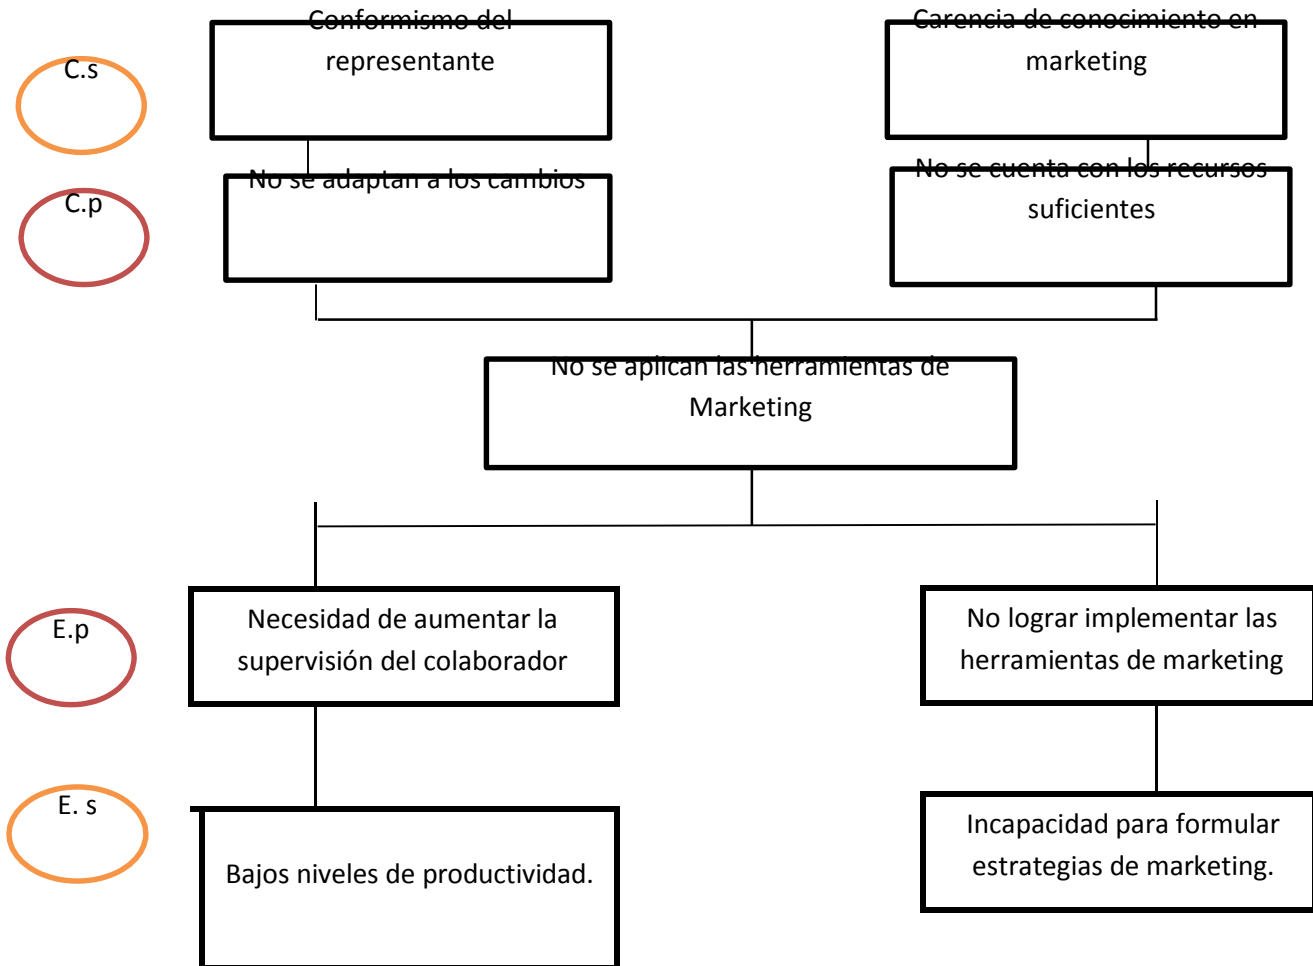 Conformismo del
representante
Carencia de conocimiento en
marketing
C.s
No se adaptan a los cambios
No se cuenta con los recursos
suficientes
C.p
No se aplican las herramientas de
Marketing
E.p
Necesidad de aumentar la
supervisión del colaborador
No lograr implementar las
herramientas de marketing
E. s
Bajos niveles de productividad.
Incapacidad para formular
estrategias de marketing.